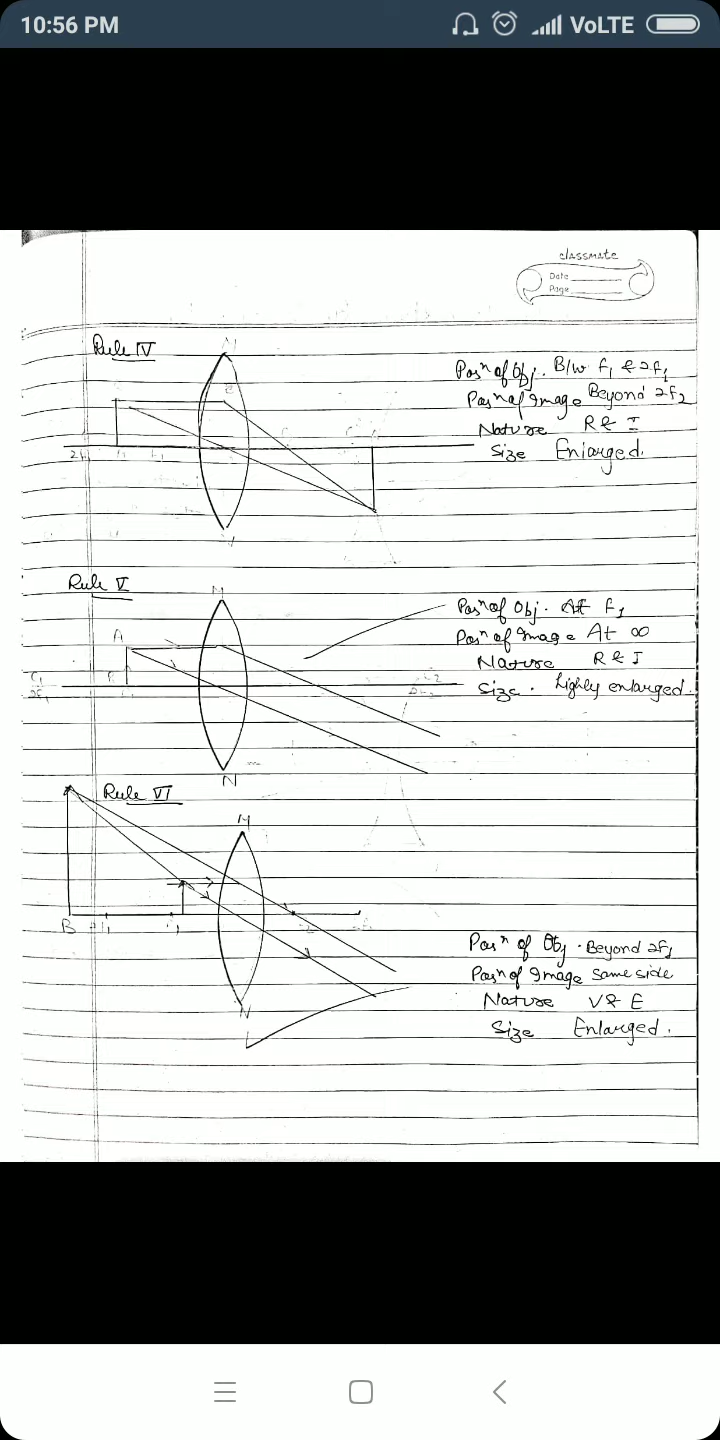 10:56 PM VoLTE
classmate
Date
Page
Rule IV
M
Posn of Obj. B/w f1 & 2f1
Posn of Image Beyond 2f2
Nature R & I
Size Enlarged.
Rule V
M
A
Posn of Obj. At F1
Posn of Image At ∞
Nature R & I
Size. highly enlarged.
N
Rule VI
M
B
N
Posn of Obj. Beyond 2f1
Posn of Image Same side
Nature V & E
Size Enlarged.